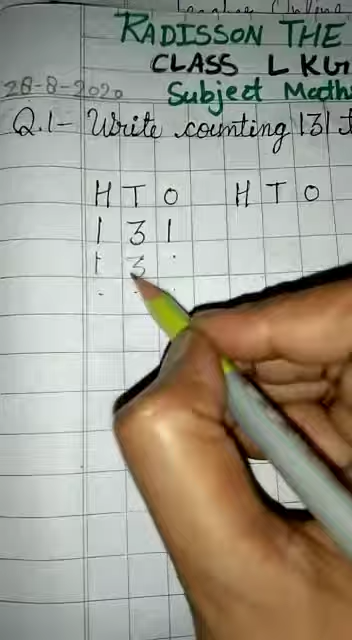 RADISSON THE
CLASS LKG
28-8-2020 Subject Maths
Q.1- Write counting 131
H T O H T O
1 3 1
1 3